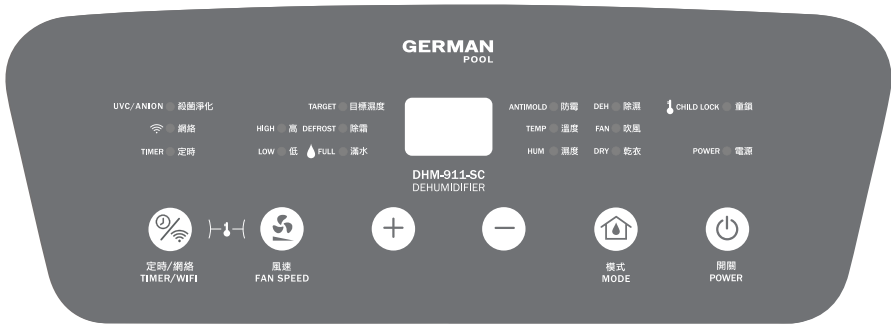 GERMAN
POOL
UVC/ANION 殺菌淨化
網絡
TIMER 定時
TARGET 目標濕度
HIGH 高 DEFROST 除霜
LOW 低 FULL 滿水
ANTIMOLD 防霉 DEH 除濕
TEMP 溫度 FAN 吹風
HUM 濕度 DRY 乾衣
CHILD LOCK 童鎖
POWER 電源
DHM-911-SC
DEHUMIDIFIER
定時/網絡
TIMER/WIFI
風速
FAN SPEED
模式
MODE
開關
POWER